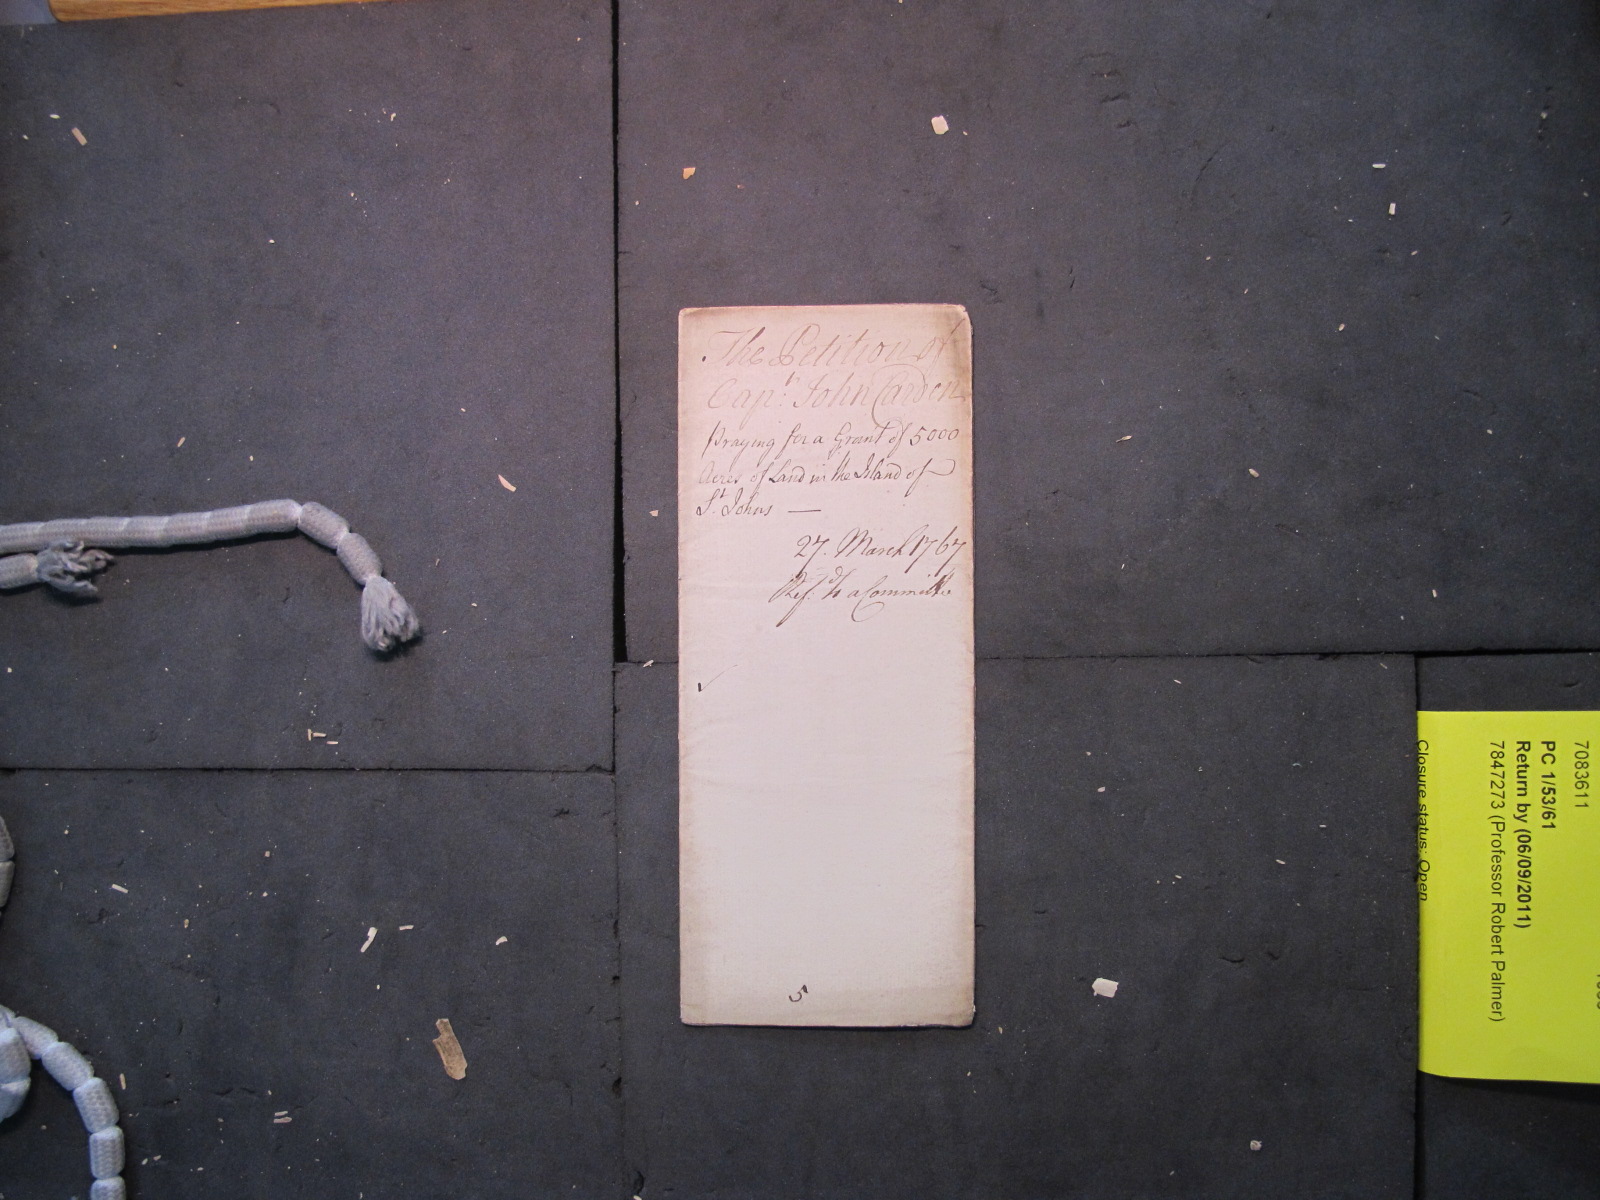 The Petition of
Capt. John Carden
Praying for a Grant of 5000
Acres of Land in the Island of
St. Johns —
27. March 1767
Ref.d to a Committee
5
7083611
PC 1/53/61
Return by (06/09/2011)
7847273 (Professor Robert Palmer)
Closure status: Open